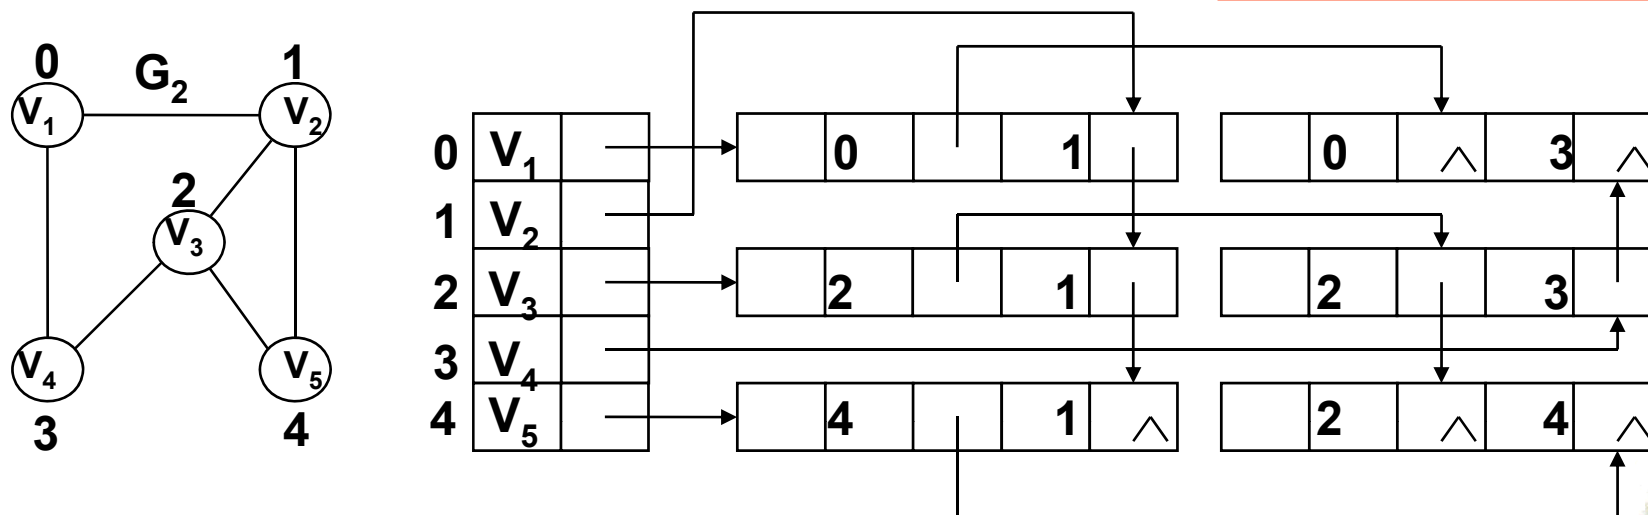 0 G₂ 1
V₁ V₂
2
V₃
V₄ V₅
3 4
0 V₁ 0 1 0 ^ 3 ^
1 V₂
2 V₃ 2 1 2 3
3 V₄
4 V₅ 4 1 ^ 2 ^ 4 ^